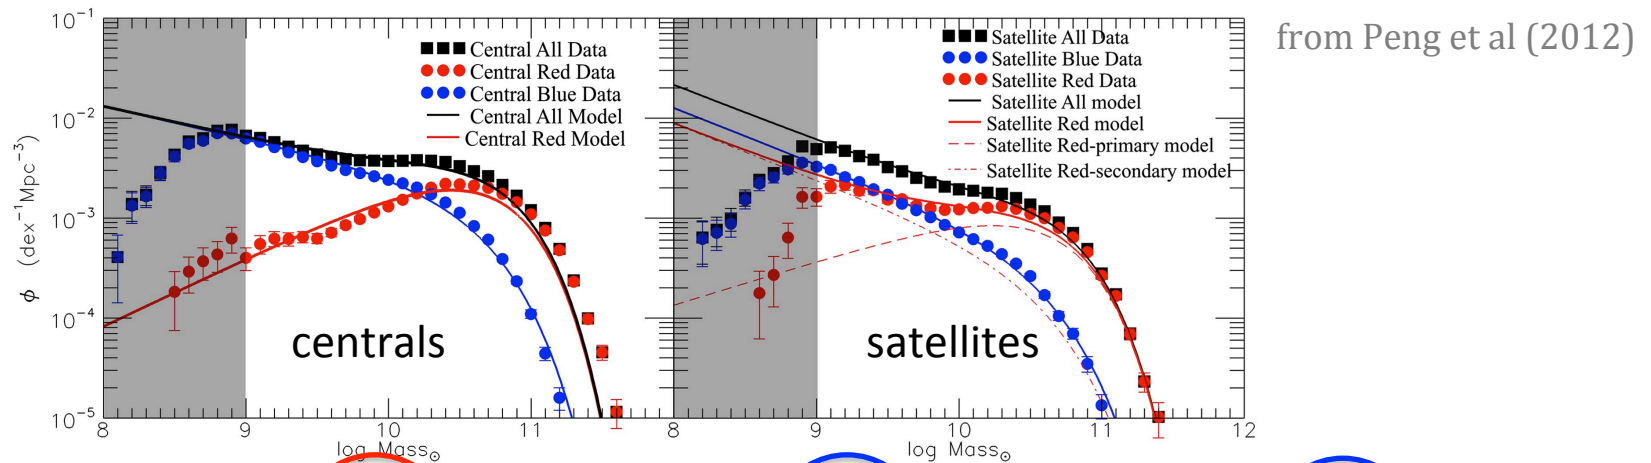 from Peng et al (2012)
10⁻¹
10⁻²
10⁻³
10⁻⁴
10⁻⁵
ϕ (dex⁻¹Mpc⁻³)
Central All Data
Central Red Data
Central Blue Data
Central All Model
Central Red Model
centrals
8 9 10 11
log Mass⊙
Satellite All Data
Satellite Blue Data
Satellite Red Data
Satellite All model
Satellite Red model
Satellite Red-primary model
Satellite Red-secondary model
satellites
8 9 10 11 12
log Mass⊙